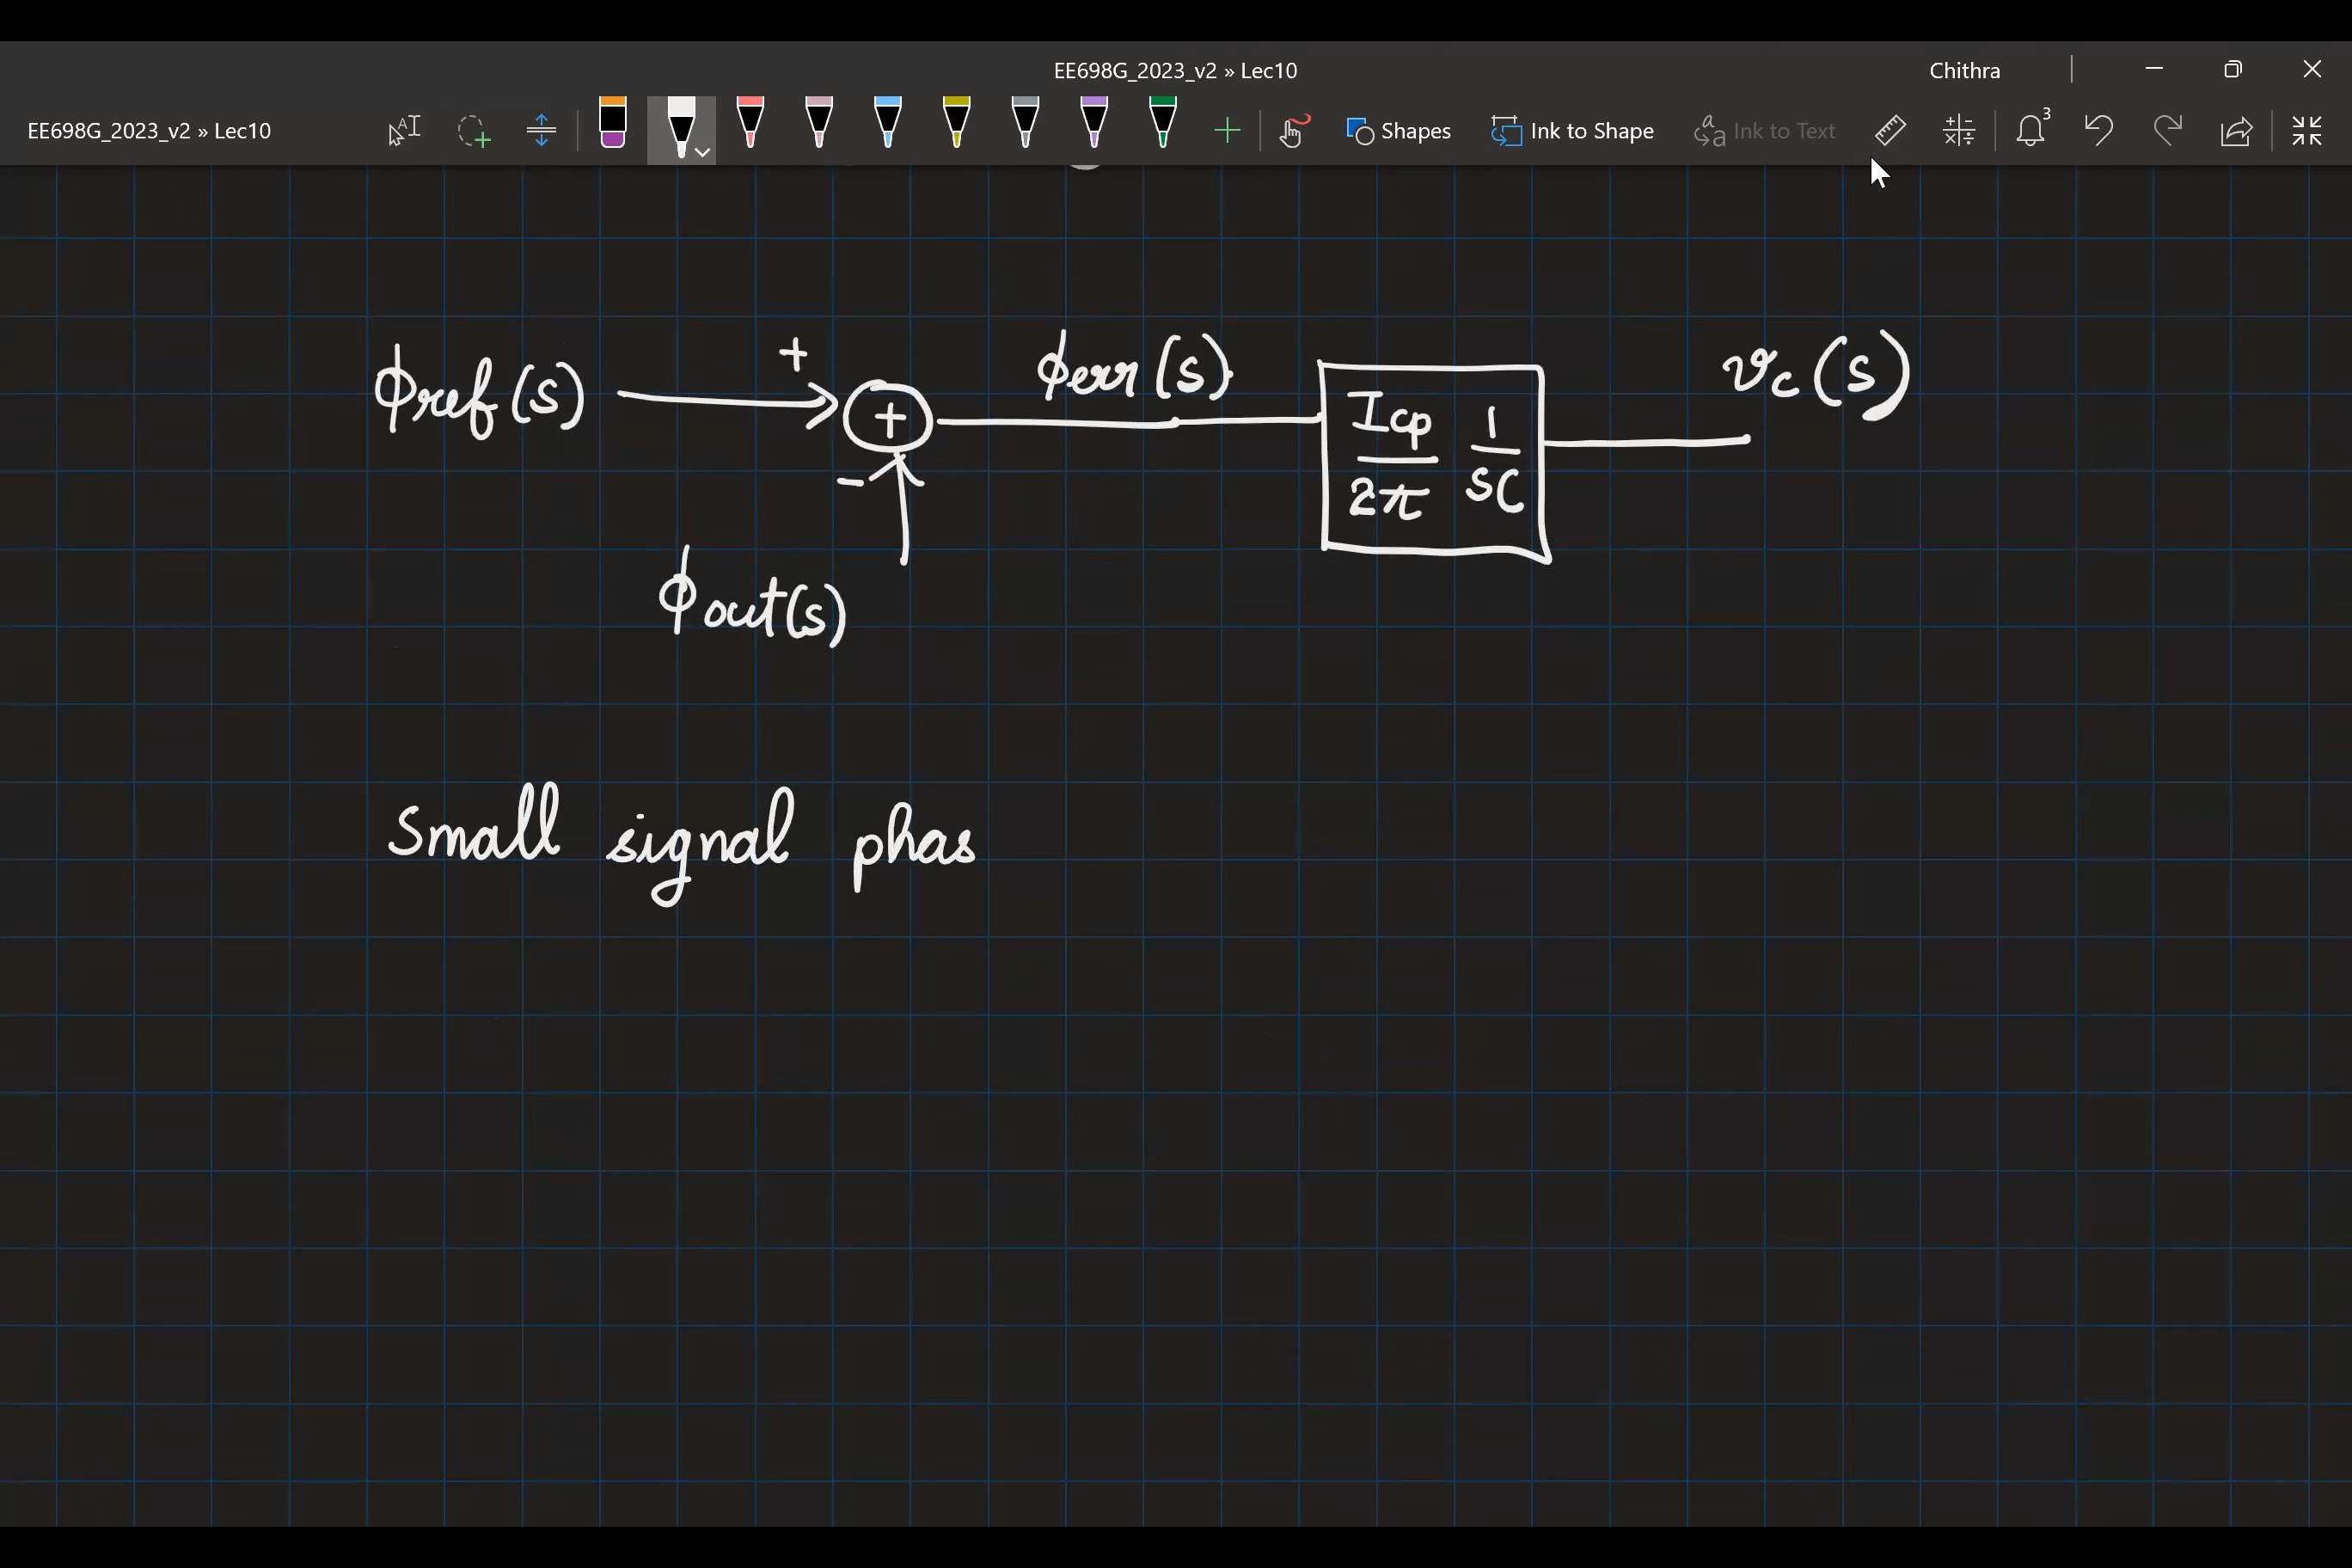 EE698G_2023_v2 » Lec10
Chithra
EE698G_2023_v2 » Lec10
Shapes
Ink to Shape
Ink to Text
3
ϕref(s)
+
+
-
ϕerr(s)
Icp/2π 1/sC
vc(s)
ϕout(s)
Small signal phas